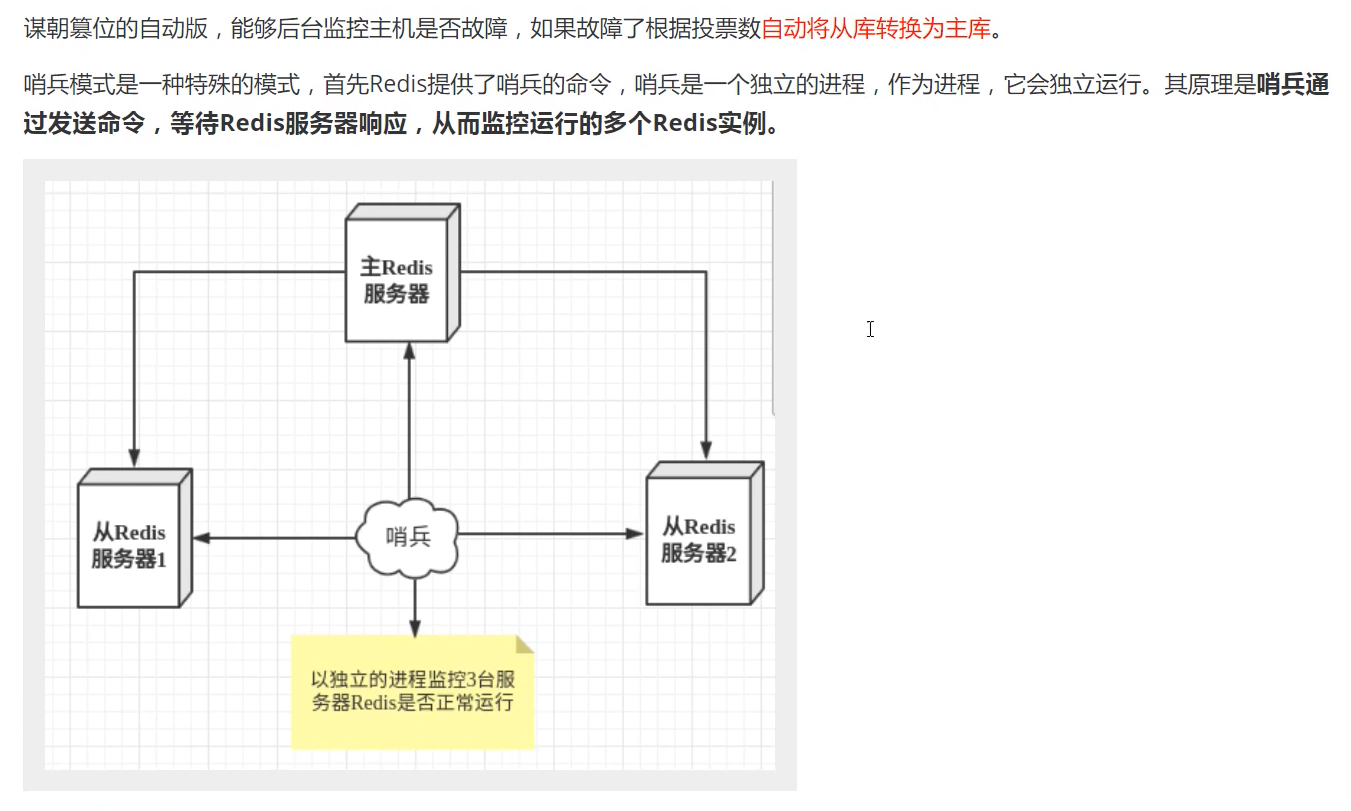 谋朝篡位的自动版，能够后台监控主机是否故障，如果故障了根据投票数自动将从库转换为主库。
哨兵模式是一种特殊的模式，首先Redis提供了哨兵的命令，哨兵是一个独立的进程，作为进程，它会独立运行。其原理是哨兵通
过发送命令，等待Redis服务器响应，从而监控运行的多个Redis实例。
主Redis
服务器
从Redis
服务器1
哨兵
从Redis
服务器2
以独立的进程监控3台服
务器Redis是否正常运行